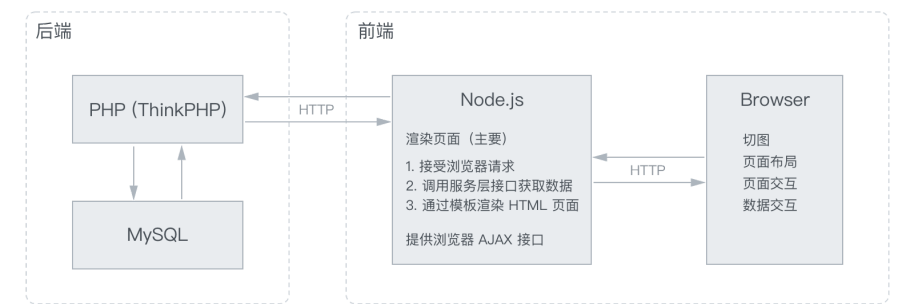 后端
前端
PHP (ThinkPHP)
HTTP
MySQL
Node.js
渲染页面（主要）
1. 接受浏览器请求
2. 调用服务层接口获取数据
3. 通过模板渲染 HTML 页面
提供浏览器 AJAX 接口
HTTP
Browser
切图
页面布局
页面交互
数据交互